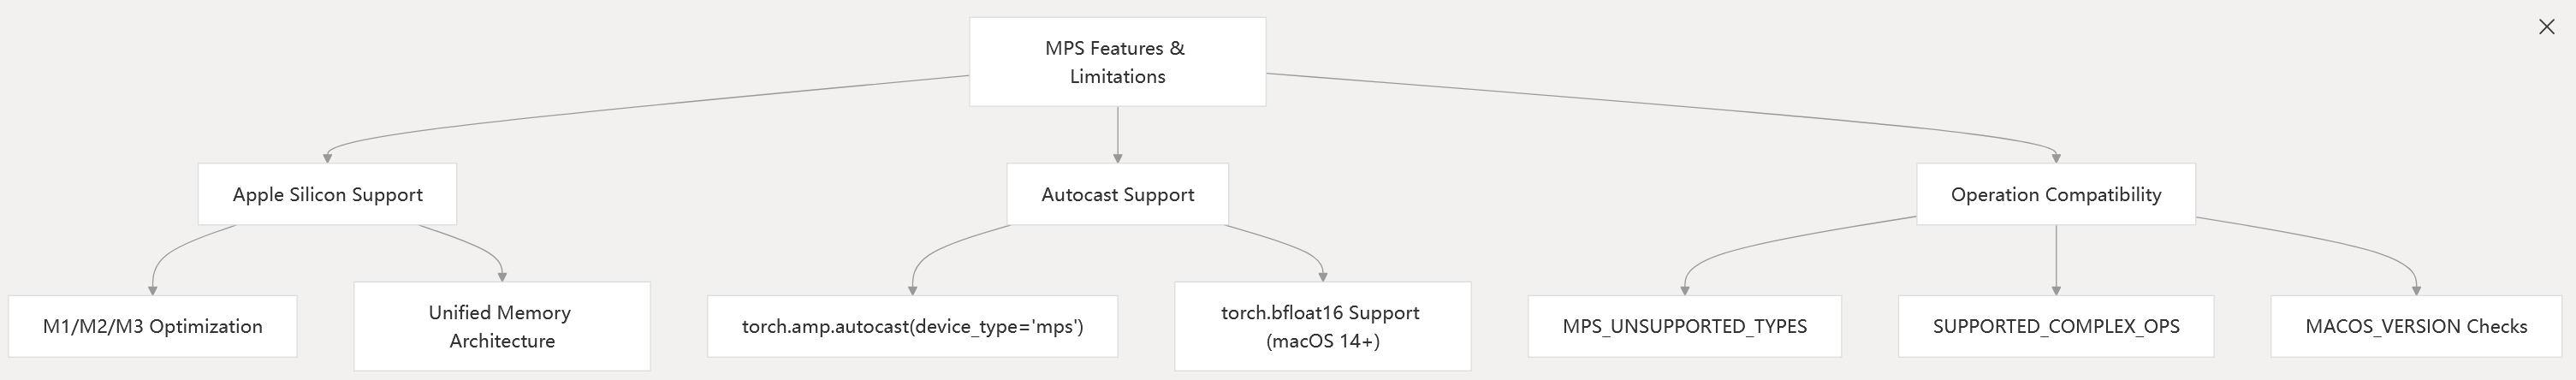 MPS Features &
Limitations
Apple Silicon Support
Autocast Support
Operation Compatibility
M1/M2/M3 Optimization
Unified Memory
Architecture
torch.amp.autocast(device_type='mps')
torch.bfloat16 Support
(macOS 14+)
MPS_UNSUPPORTED_TYPES
SUPPORTED_COMPLEX_OPS
MACOS_VERSION Checks